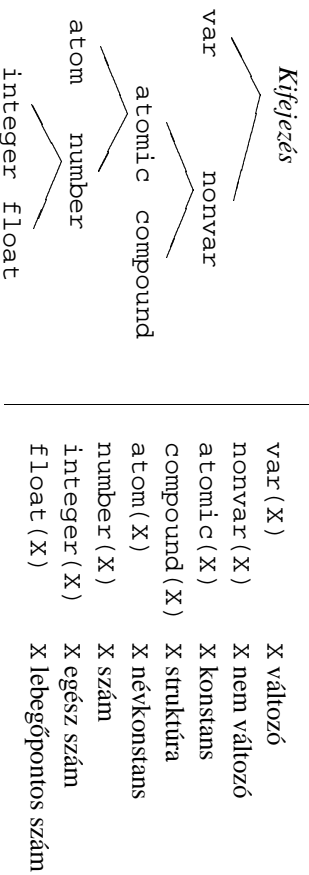 Kifejezés
var nonvar
atomic compound
atom number
integer float
var(X) X változó
nonvar(X) X nem változó
atomic(X) X konstans
compound(X) X struktúra
atom(X) X névkonstans
number(X) X szám
integer(X) X egész szám
float(X) X lebegőpontos szám